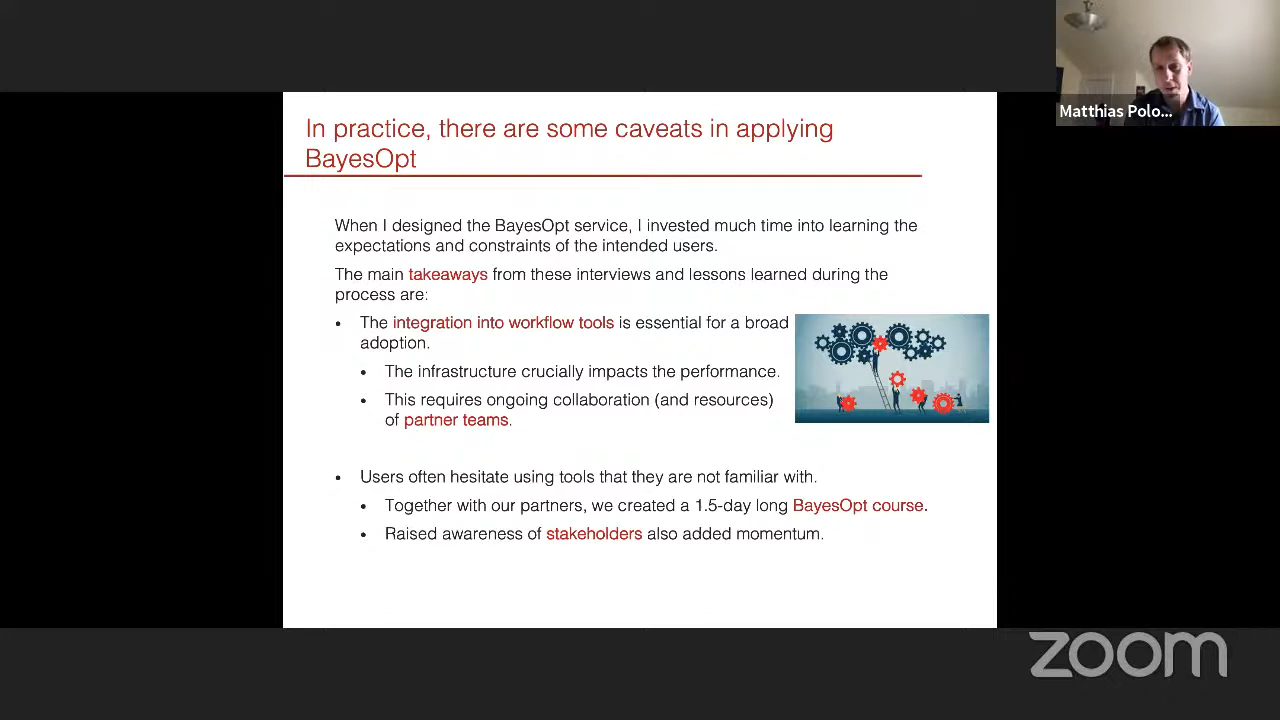 Matthias Polo...
In practice, there are some caveats in applying
BayesOpt
When I designed the BayesOpt service, I invested much time into learning the
expectations and constraints of the intended users.
The main takeaways from these interviews and lessons learned during the
process are:
• The integration into workflow tools is essential for a broad
adoption.
• The infrastructure crucially impacts the performance.
• This requires ongoing collaboration (and resources)
of partner teams.
• Users often hesitate using tools that they are not familiar with.
• Together with our partners, we created a 1.5-day long BayesOpt course.
• Raised awareness of stakeholders also added momentum.
zoom